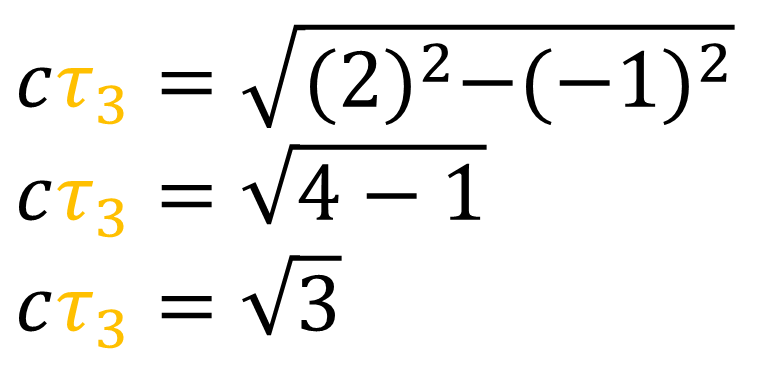 cτ₃ = √((2)²−(−1)²)
cτ₃ = √(4 − 1)
cτ₃ = √3